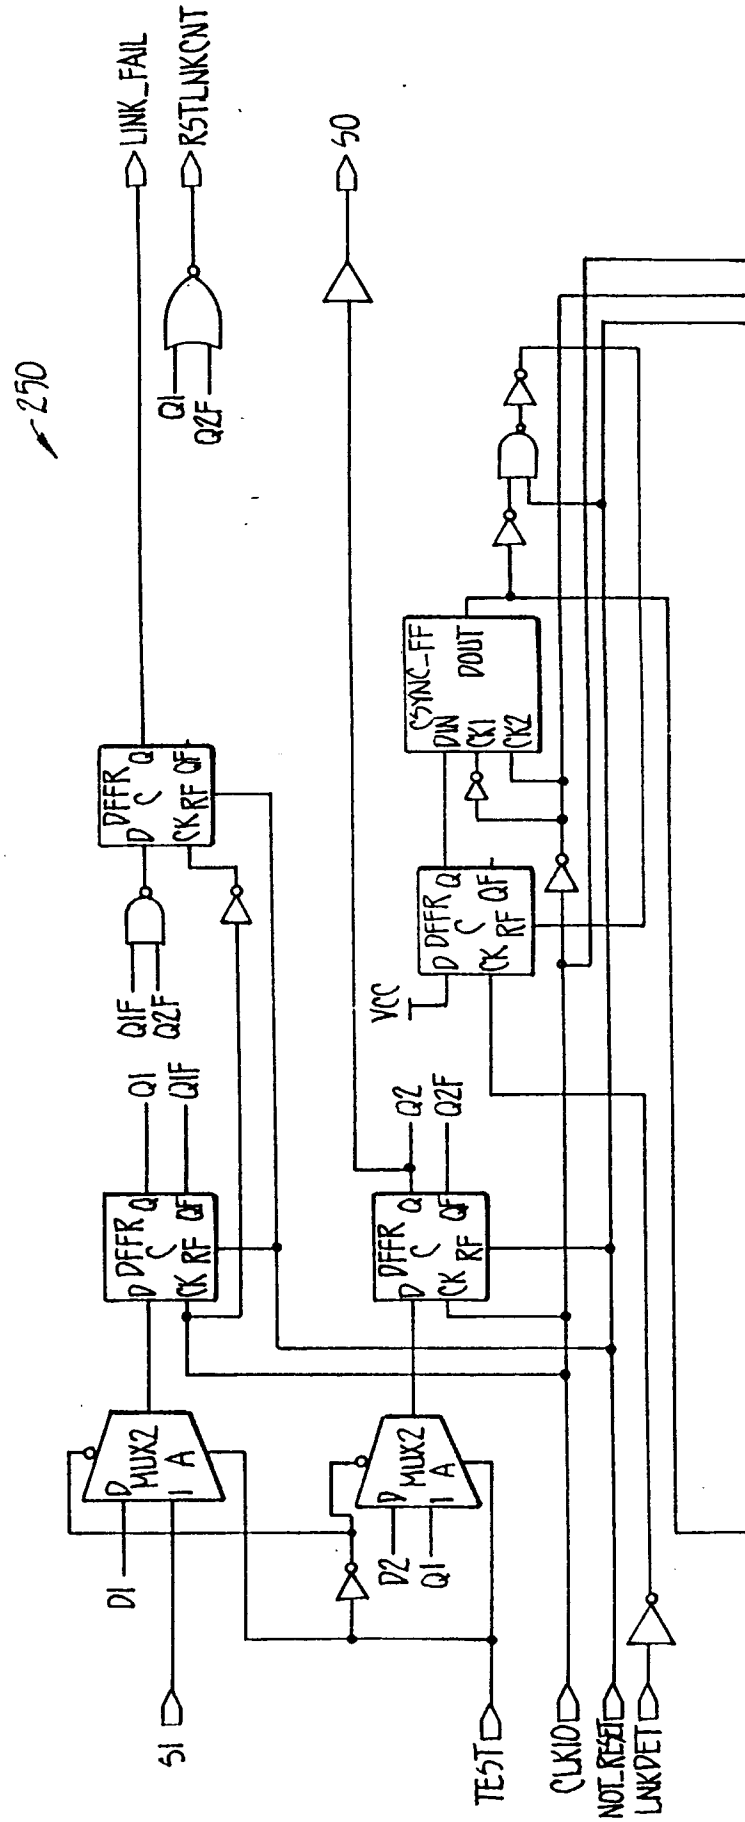 250
LINK_FAIL
RSTLNKCNT
SO
Q1
Q2F
DFFR
C
D
Q
CK
RF
QF
Q1F
Q2F
Q1
Q1F
DFFR
C
D
Q
CK
RF
QF
MUX2
D
1
A
D1
SI
CSYNC_FF
DIN
DOUT
CK1
CK2
DFFR
C
D
Q
CK
RF
QF
VCC
Q2
Q2F
DFFR
C
D
Q
CK
RF
QF
MUX2
D
1
A
D2
Q1
TEST
CLK10
NOT_RESET
LNKDET